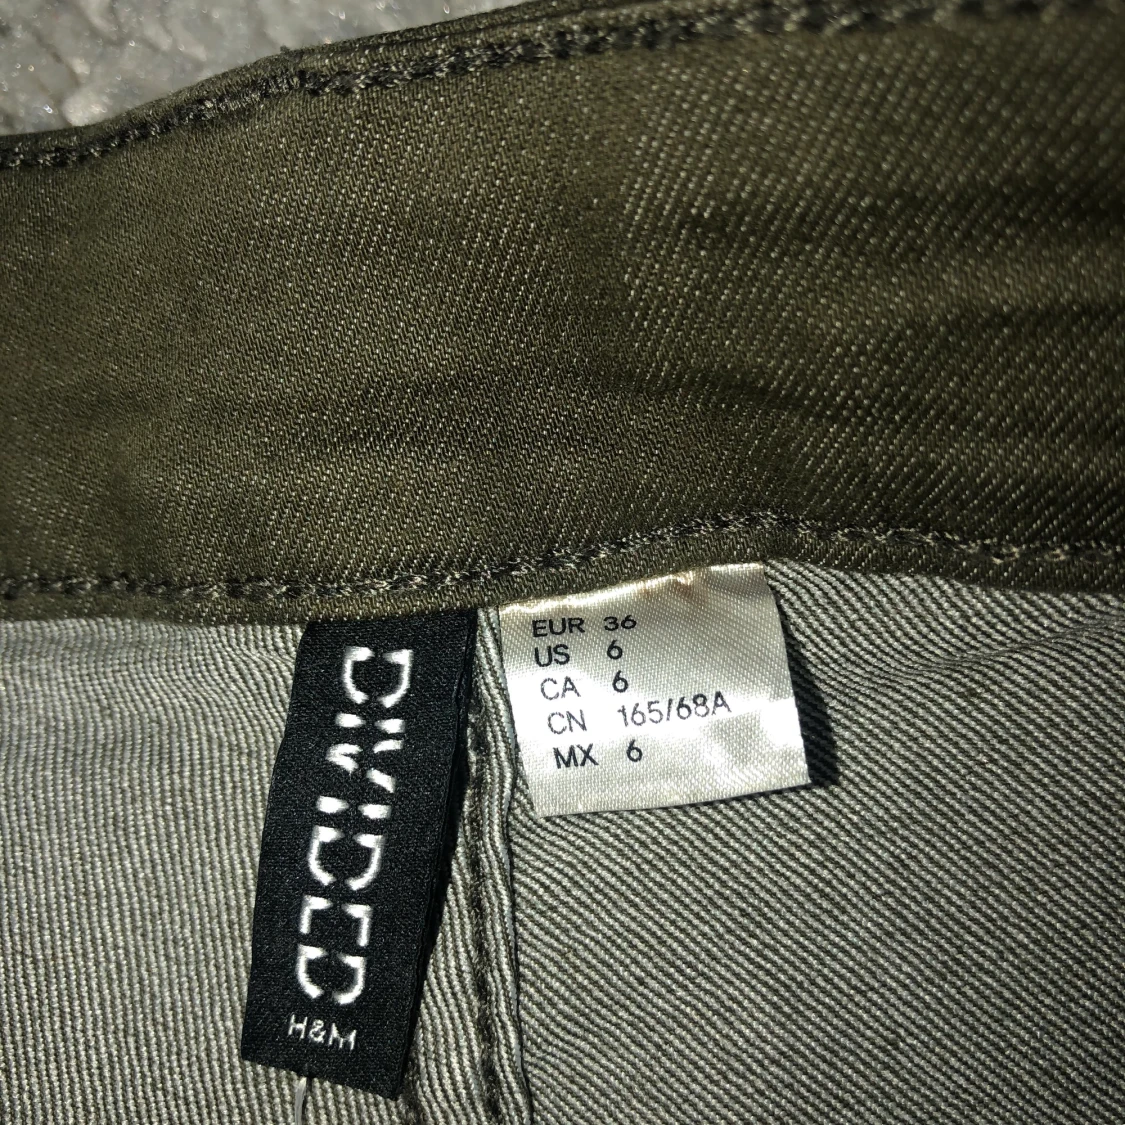 DIVIDED
H&M
EUR 36
US 6
CA 6
CN 165/68A
MX 6